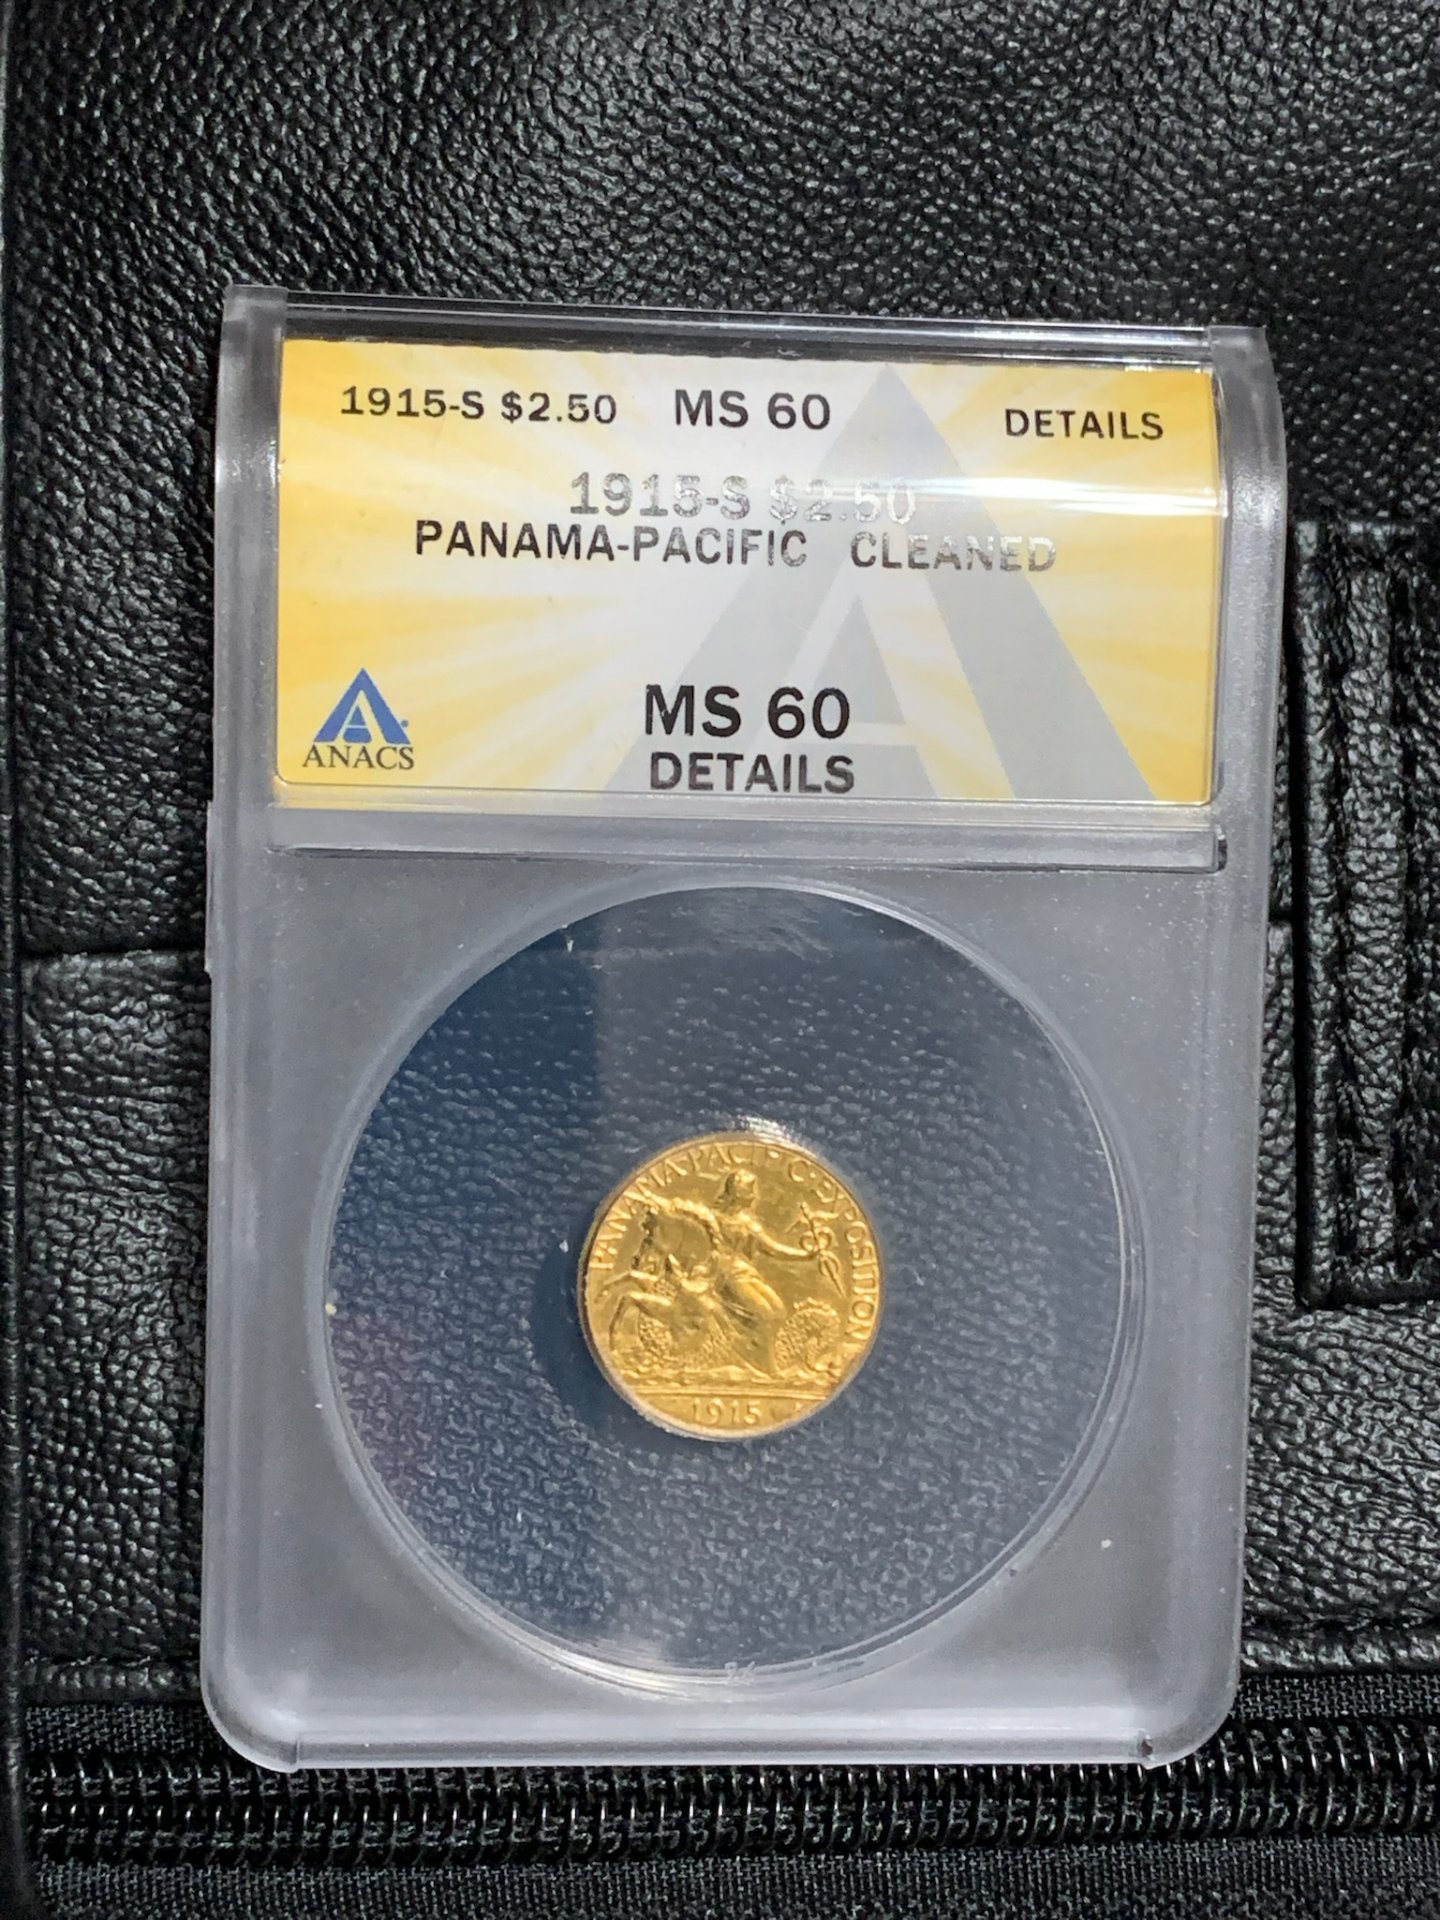 1915-S $2.50 MS 60 DETAILS
1915-S $2.50
PANAMA-PACIFIC CLEANED
MS 60
DETAILS
ANACS
PANAMA·PACIFIC·EXPOSITION
1915